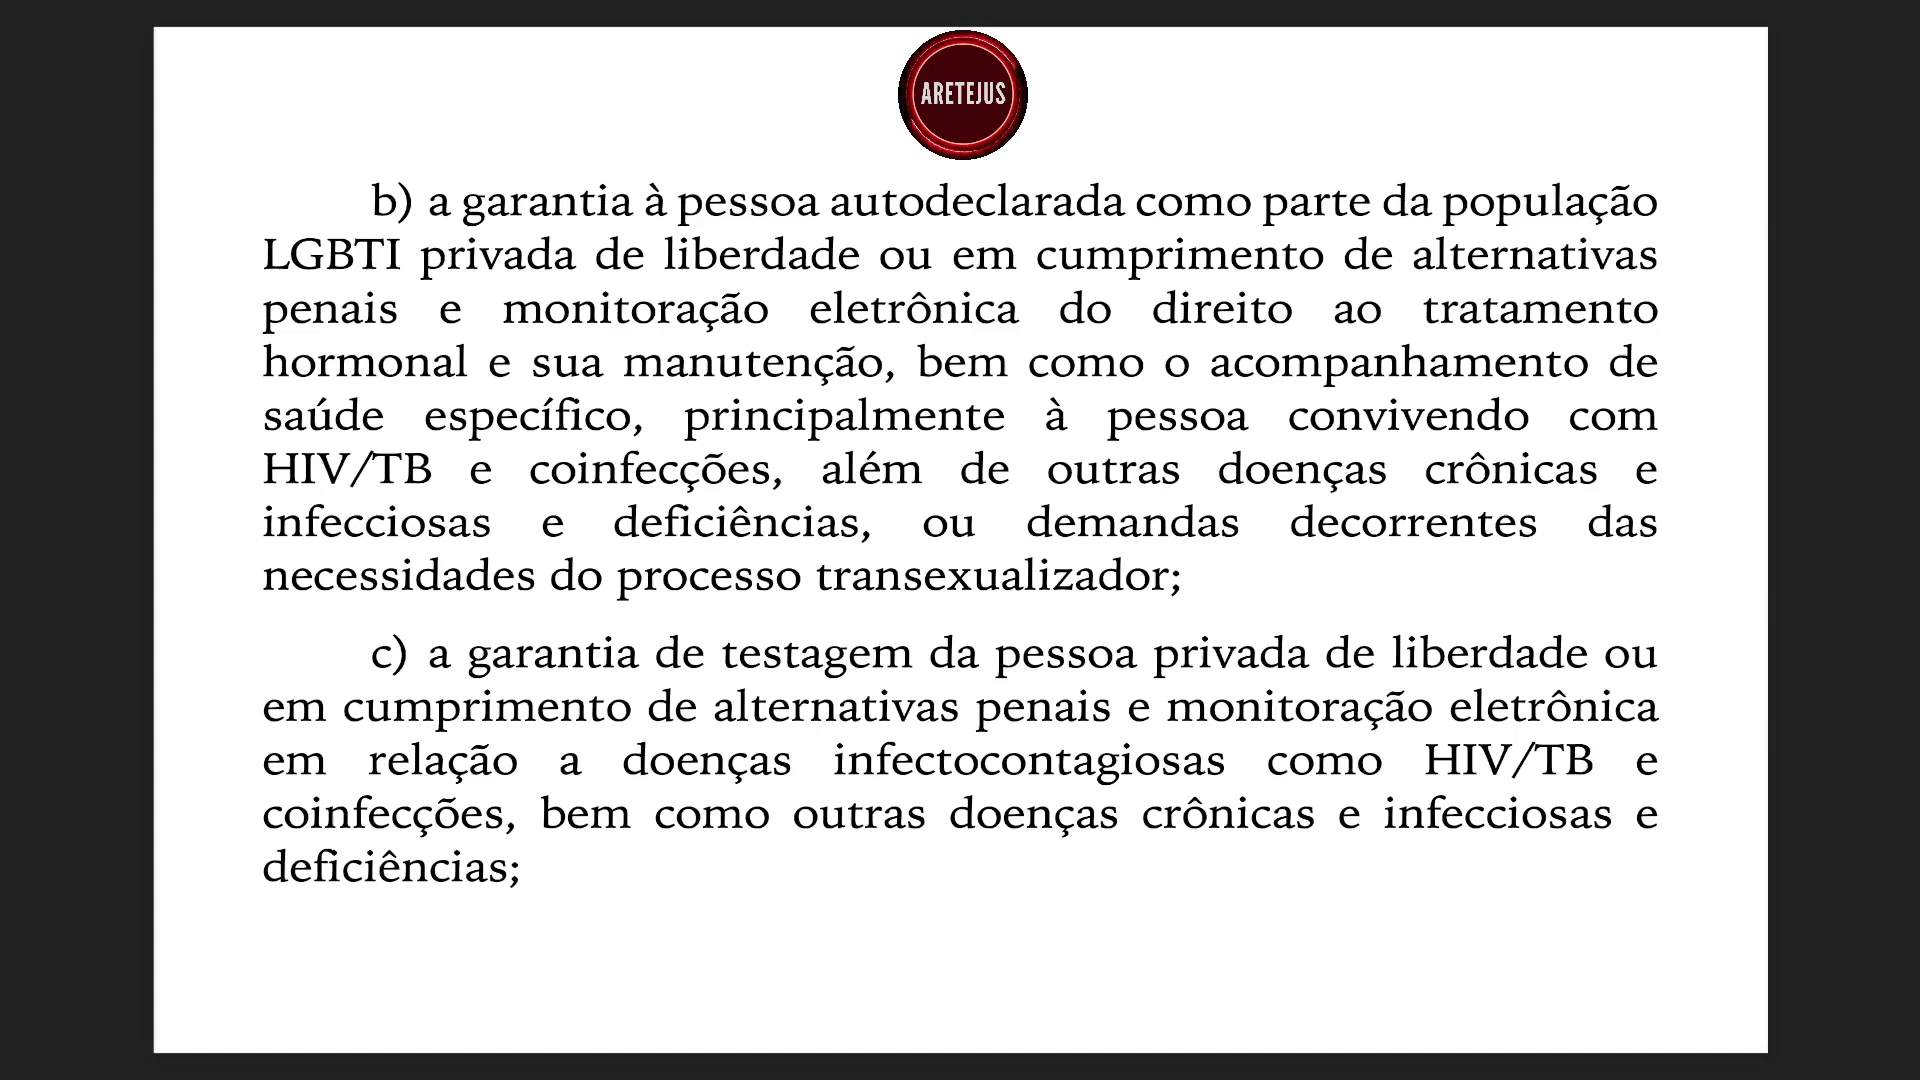 ARETEJUS
b) a garantia à pessoa autodeclarada como parte da população
LGBTI privada de liberdade ou em cumprimento de alternativas
penais e monitoração eletrônica do direito ao tratamento
hormonal e sua manutenção, bem como o acompanhamento de
saúde específico, principalmente à pessoa convivendo com
HIV/TB e coinfecções, além de outras doenças crônicas e
infecciosas e deficiências, ou demandas decorrentes das
necessidades do processo transexualizador;
c) a garantia de testagem da pessoa privada de liberdade ou
em cumprimento de alternativas penais e monitoração eletrônica
em relação a doenças infectocontagiosas como HIV/TB e
coinfecções, bem como outras doenças crônicas e infecciosas e
deficiências;